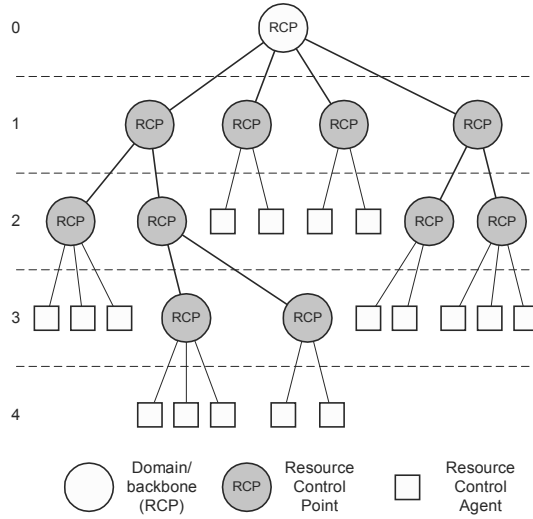 0
RCP
1
RCP RCP RCP RCP
2
RCP RCP RCP RCP
3
RCP RCP
4
Domain/
backbone
(RCP)
RCP
Resource
Control
Point
Resource
Control
Agent